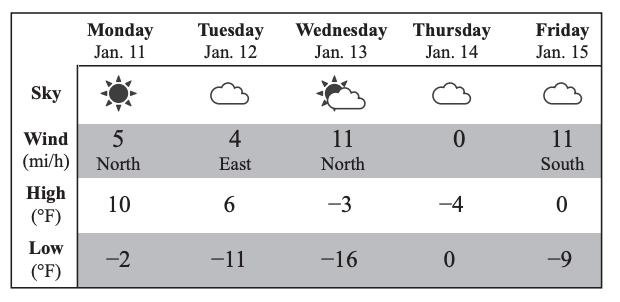 Monday Tuesday Wednesday Thursday Friday
Jan. 11 Jan. 12 Jan. 13 Jan. 14 Jan. 15
Sky
Wind 5 4 11 0 11
(mi/h) North East North South
High
(°F) 10 6 −3 −4 0
Low
(°F) −2 −11 −16 0 −9